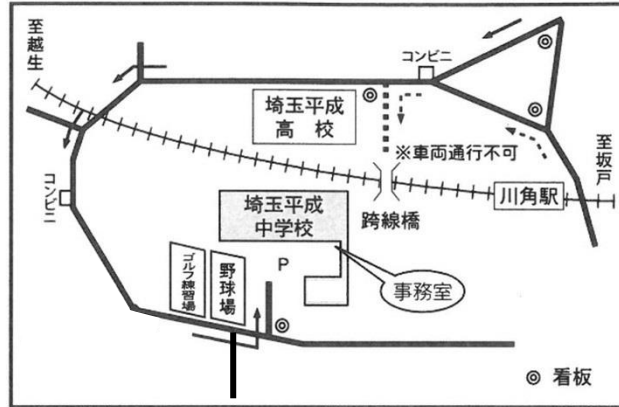 至越生
コンビニ
埼玉平成
高校
※車両通行不可
至坂戸
川角駅
跨線橋
コンビニ
埼玉平成
中学校
ゴルフ練習場
野球場
P
事務室
◎ 看板